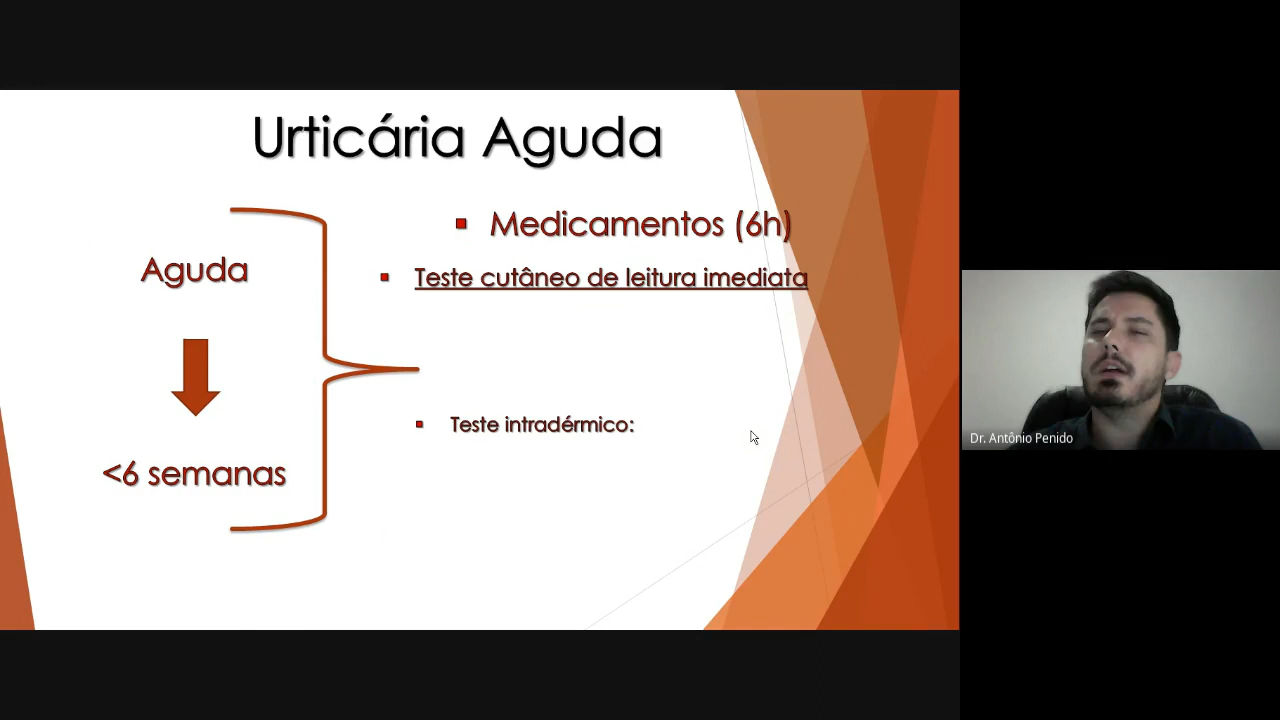 Urticária Aguda
Aguda
<6 semanas
Medicamentos (6h)
Teste cutâneo de leitura imediata
Teste intradérmico:
Dr. Antônio Penido